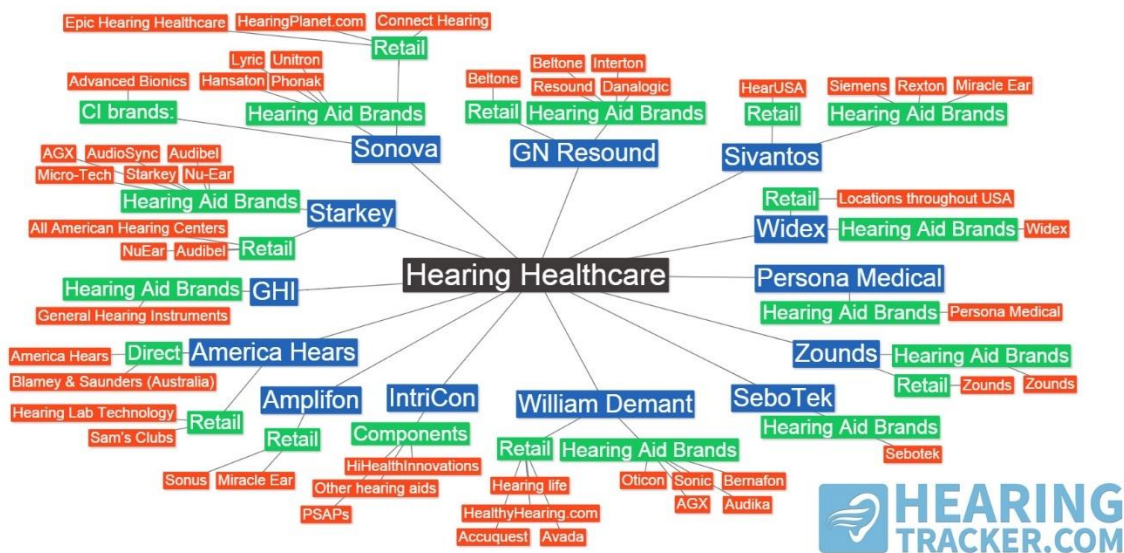 Epic Hearing Healthcare
HearingPlanet.com
Connect Hearing
Retail
Lyric
Unitron
Hansaton
Phonak
Advanced Bionics
CI brands:
Hearing Aid Brands
Sonova
Beltone
Retail
Beltone
Interton
Resound
Danalogic
Hearing Aid Brands
GN Resound
HearUSA
Retail
Siemens
Rexton
Miracle Ear
Hearing Aid Brands
Sivantos
AGX
AudioSync
Audibel
Micro-Tech
Starkey
Nu-Ear
Hearing Aid Brands
Starkey
All American Hearing Centers
Retail
NuEar
Audibel
Retail
Locations throughout USA
Widex
Hearing Aid Brands
Widex
Hearing Healthcare
Hearing Aid Brands
GHI
General Hearing Instruments
Persona Medical
Hearing Aid Brands
Persona Medical
America Hears
Direct
America Hears
Blamey & Saunders (Australia)
Hearing Lab Technology
Retail
Sam's Clubs
Zounds
Hearing Aid Brands
Retail
Zounds
Zounds
Amplifon
Retail
Sonus
Miracle Ear
IntriCon
Components
HiHealthInnovations
Other hearing aids
PSAPs
William Demant
Retail
Hearing Aid Brands
Hearing life
HealthyHearing.com
Accuquest
Avada
Oticon
Sonic
Bernafon
AGX
Audika
SeboTek
Hearing Aid Brands
Sebotek
HEARING
TRACKER.COM